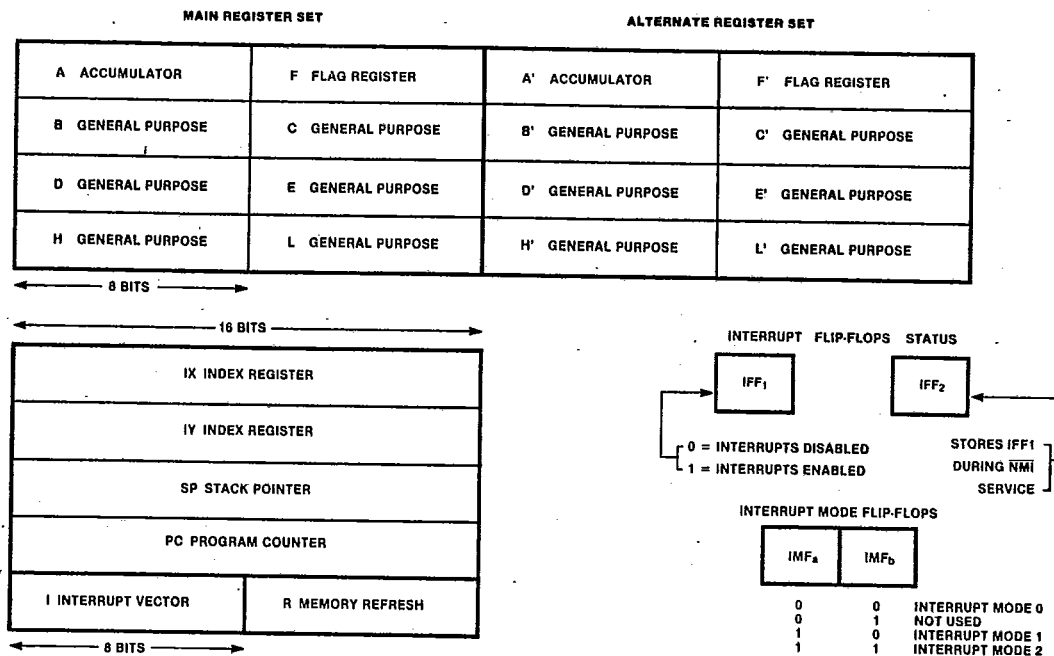 MAIN REGISTER SET
ALTERNATE REGISTER SET
A ACCUMULATOR
F FLAG REGISTER
A' ACCUMULATOR
F' FLAG REGISTER
B GENERAL PURPOSE
C GENERAL PURPOSE
B' GENERAL PURPOSE
C' GENERAL PURPOSE
D GENERAL PURPOSE
E GENERAL PURPOSE
D' GENERAL PURPOSE
E' GENERAL PURPOSE
H GENERAL PURPOSE
L GENERAL PURPOSE
H' GENERAL PURPOSE
L' GENERAL PURPOSE
8 BITS
16 BITS
IX INDEX REGISTER
IY INDEX REGISTER
SP STACK POINTER
PC PROGRAM COUNTER
I INTERRUPT VECTOR
R MEMORY REFRESH
8 BITS
INTERRUPT FLIP-FLOPS STATUS
IFF₁
IFF₂
0 = INTERRUPTS DISABLED
1 = INTERRUPTS ENABLED
STORES IFF1
DURING N̅M̅I̅
SERVICE
INTERRUPT MODE FLIP-FLOPS
IMFₐ
IMFb
0 0 INTERRUPT MODE 0
0 1 NOT USED
1 0 INTERRUPT MODE 1
1 1 INTERRUPT MODE 2